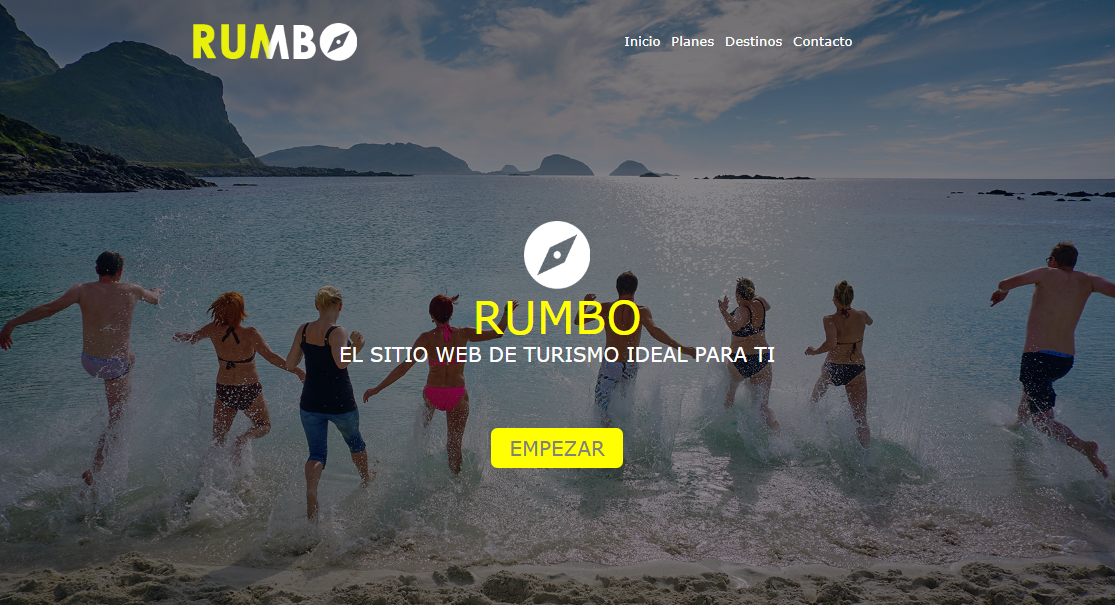 RUMBO
Inicio Planes Destinos Contacto
RUMBO
EL SITIO WEB DE TURISMO IDEAL PARA TI
EMPEZAR